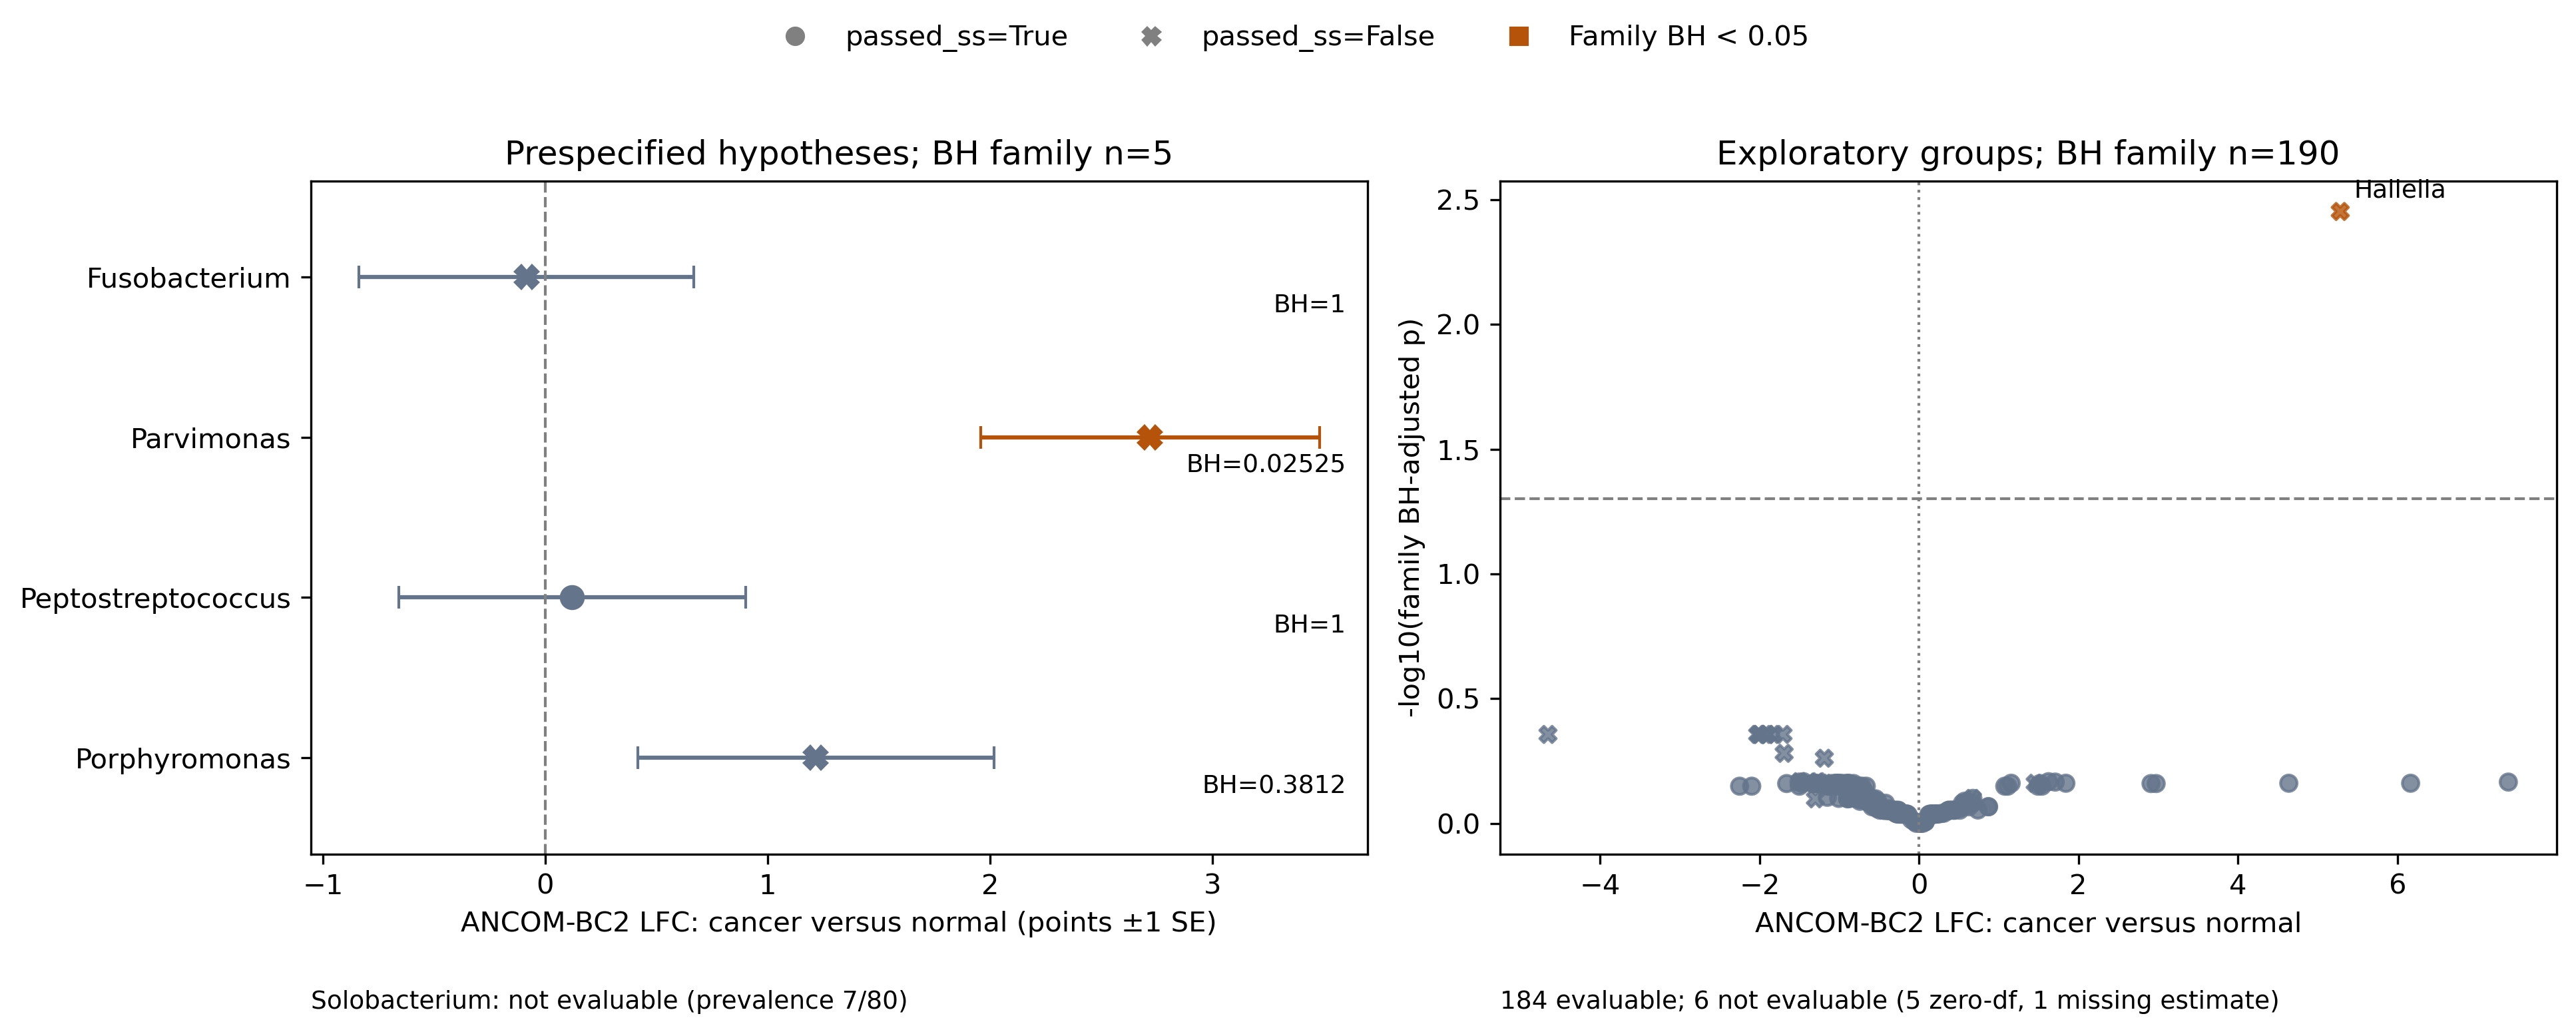 passed_ss=True passed_ss=False Family BH < 0.05
Prespecified hypotheses; BH family n=5
Fusobacterium
BH=1
Parvimonas
BH=0.02525
Peptostreptococcus
BH=1
Porphyromonas
BH=0.3812
−1 0 1 2 3
ANCOM-BC2 LFC: cancer versus normal (points ±1 SE)
Solobacterium: not evaluable (prevalence 7/80)
Exploratory groups; BH family n=190
Hallella
-log10(family BH-adjusted p)
2.5
2.0
1.5
1.0
0.5
0.0
−4 −2 0 2 4 6
ANCOM-BC2 LFC: cancer versus normal
184 evaluable; 6 not evaluable (5 zero-df, 1 missing estimate)